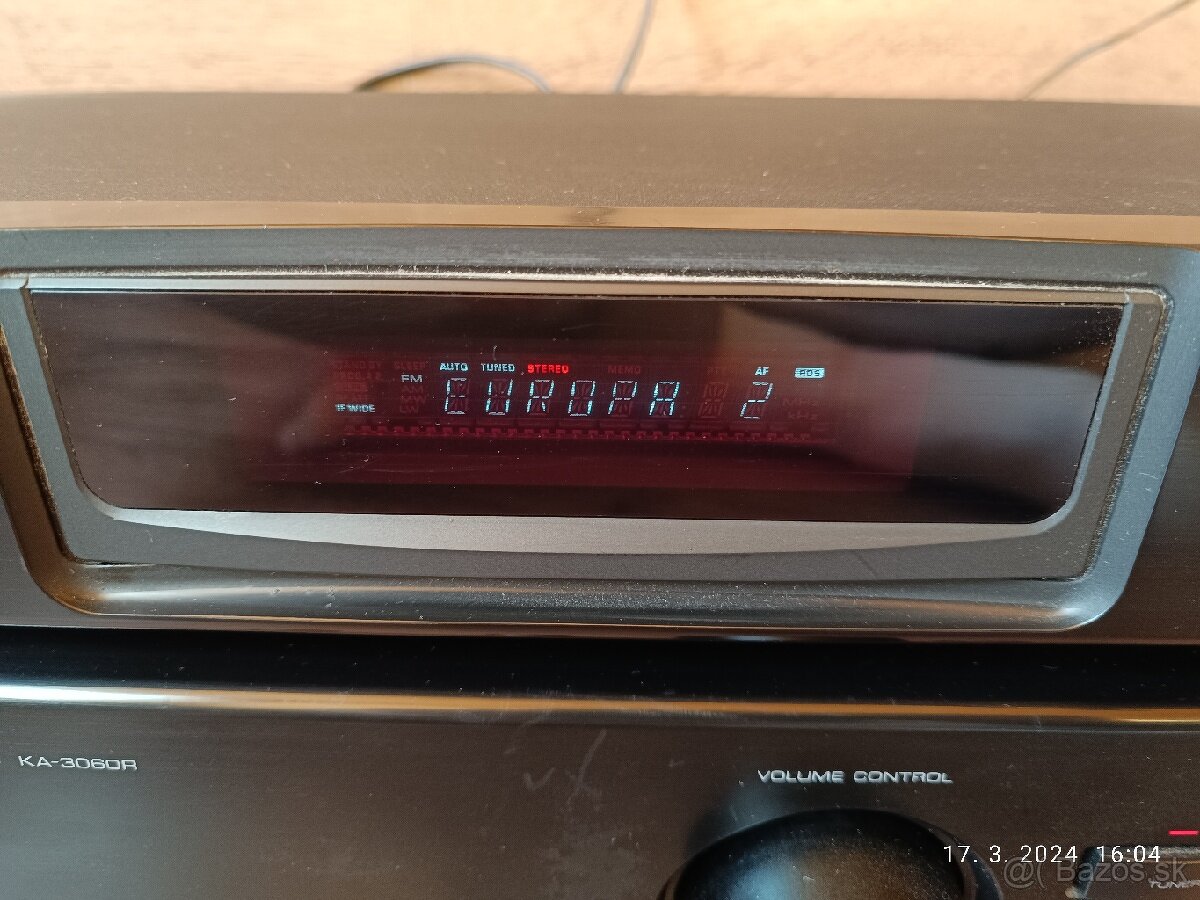 AUTO TUNED STEREO MEMO AF RDS
FM
EUROPA 2
IF WIDE
KA-3060R
VOLUME CONTROL
17. 3. 2024 16:04
Bazos.sk
TUNER